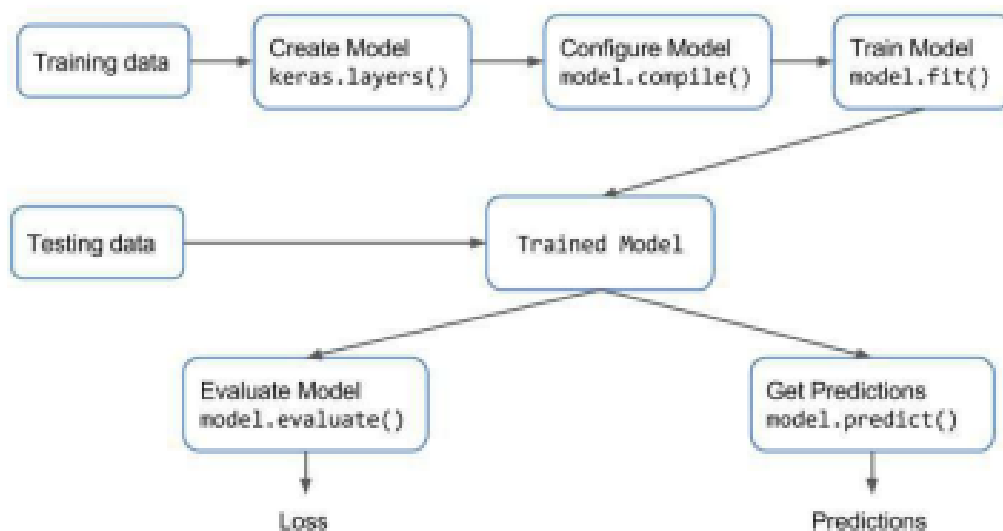 Training data
Create Model
keras.layers()
Configure Model
model.compile()
Train Model
model.fit()
Testing data
Trained Model
Evaluate Model
model.evaluate()
Get Predictions
model.predict()
Loss
Predictions